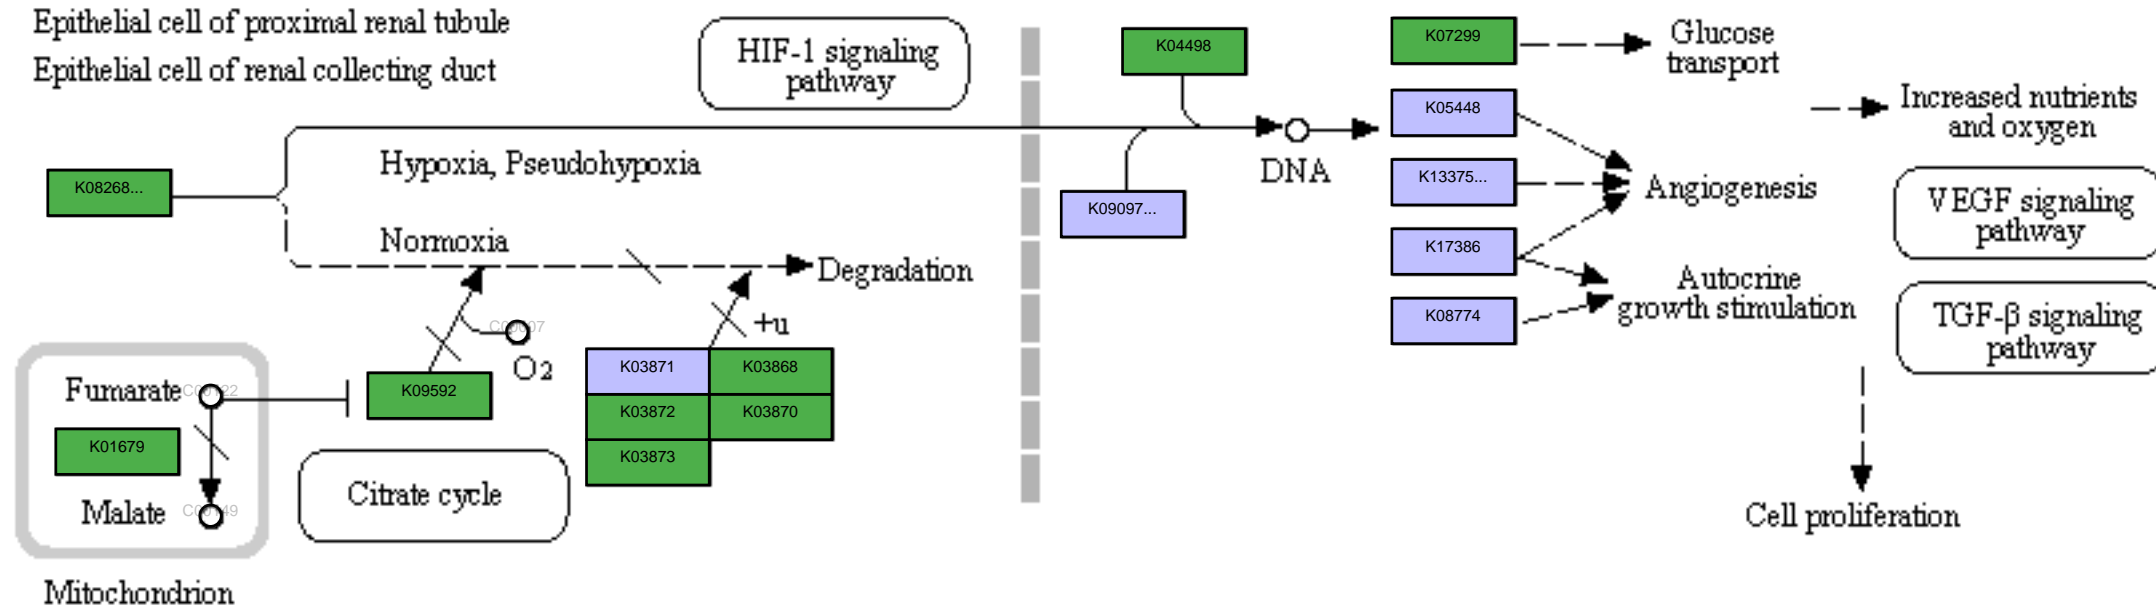 Epithelial cell of proximal renal tubule
Epithelial cell of renal collecting duct
HIF-1 signaling
pathway
K04498
K07299
Glucose
transport
K05448
Increased nutrients
and oxygen
Hypoxia, Pseudohypoxia
DNA
K08268...
K13375...
Angiogenesis
K09097...
VEGF signaling
pathway
Normoxia
K17386
Degradation
Autocrine
growth stimulation
K08774
TGF-β signaling
pathway
+u
O2
K03871
K03868
Fumarate
K09592
K03872
K03870
K01679
K03873
Citrate cycle
Malate
Cell proliferation
Mitochondrion